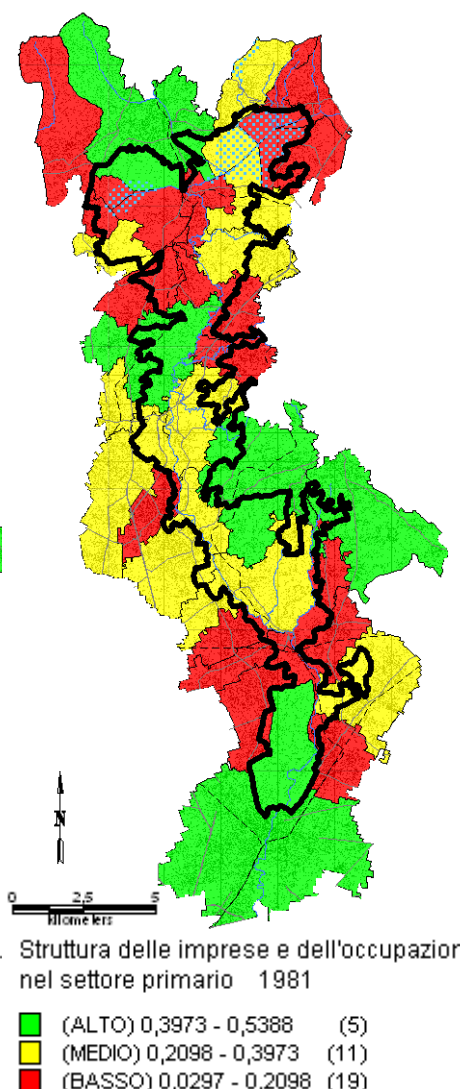 N
0 2,5 5
kilometers
. Struttura delle imprese e dell'occupazion
nel settore primario 1981
(ALTO) 0,3973 - 0,5388 (5)
(MEDIO) 0,2098 - 0,3973 (11)
(BASSO) 0,0297 - 0,2098 (19)